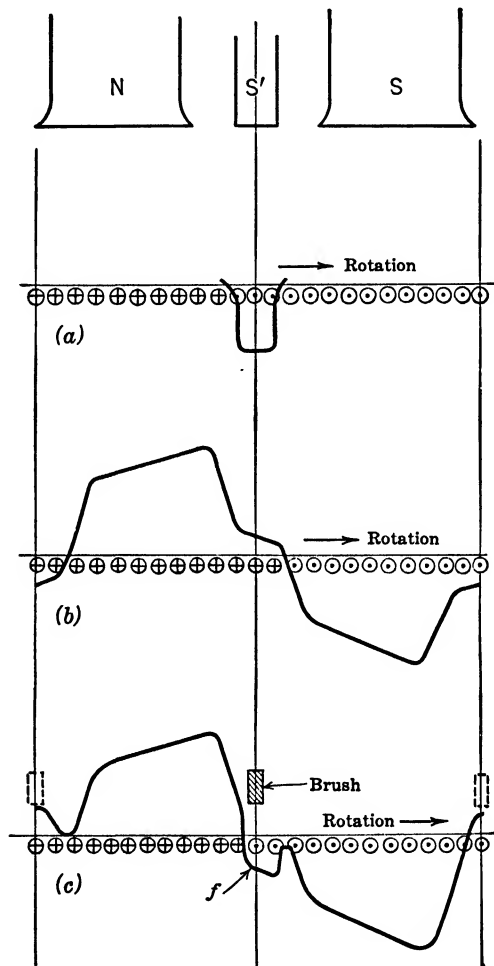 N S' S
Rotation
(a)
Rotation
(b)
Brush
Rotation
(c)
f